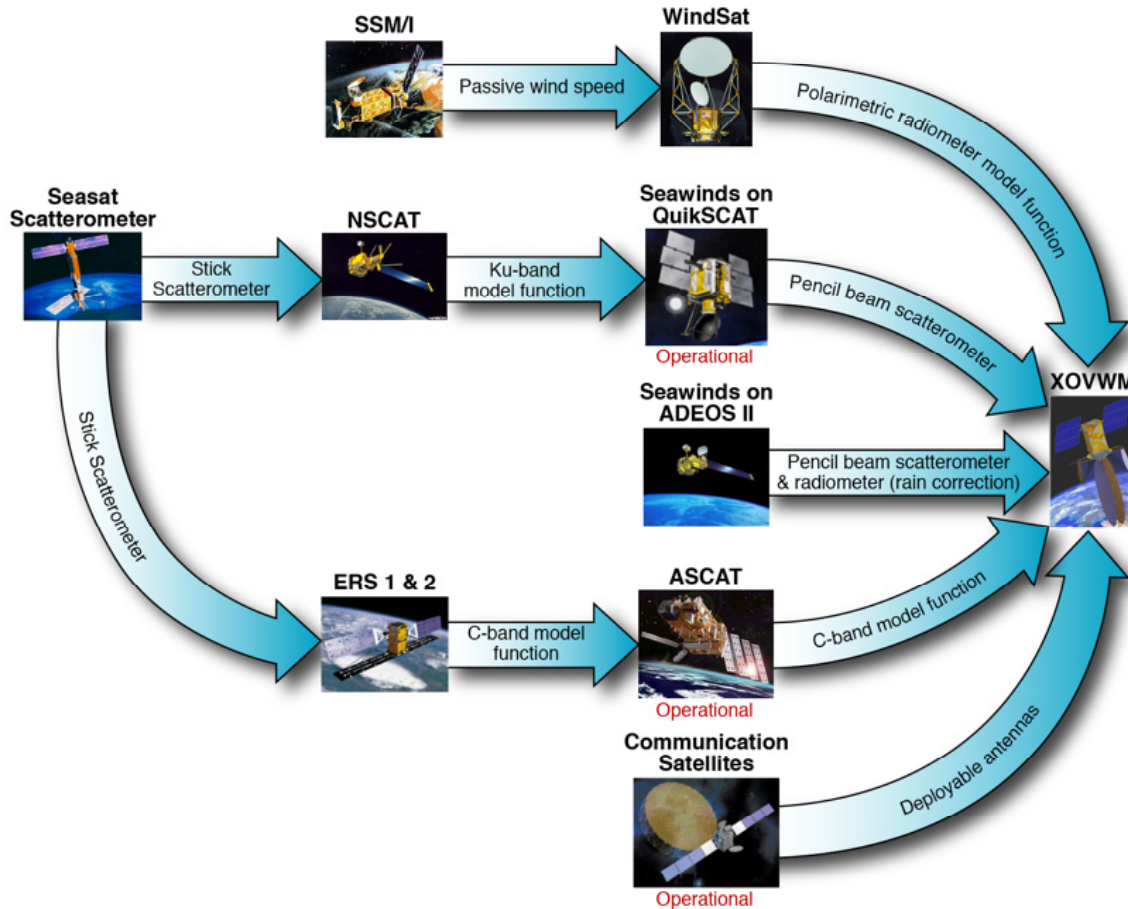 SSM/I
WindSat
Passive wind speed
Polarimetric radiometer model function
Seasat
Scatterometer
NSCAT
Seawinds on
QuikSCAT
Stick
Scatterometer
Ku-band
model function
Pencil beam scatterometer
Operational
XOVWM
Seawinds on
ADEOS II
Pencil beam scatterometer
& radiometer (rain correction)
Stick Scatterometer
ERS 1 & 2
ASCAT
C-band model
function
C-band model function
Operational
Communication
Satellites
Deployable antennas
Operational